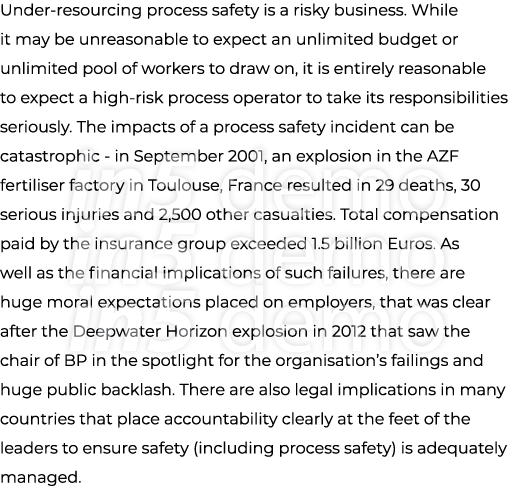 Under-resourcing process safety is a risky business. While
it may be unreasonable to expect an unlimited budget or
unlimited pool of workers to draw on, it is entirely reasonable
to expect a high-risk process operator to take its responsibilities
seriously. The impacts of a process safety incident can be
catastrophic - in September 2001, an explosion in the AZF
fertiliser factory in Toulouse, France resulted in 29 deaths, 30
serious injuries and 2,500 other casualties. Total compensation
paid by the insurance group exceeded 1.5 billion Euros. As
well as the financial implications of such failures, there are
huge moral expectations placed on employers, that was clear
after the Deepwater Horizon explosion in 2012 that saw the
chair of BP in the spotlight for the organisation's failings and
huge public backlash. There are also legal implications in many
countries that place accountability clearly at the feet of the
leaders to ensure safety (including process safety) is adequately
managed.
in5 demo
in5 demo
in5 demo